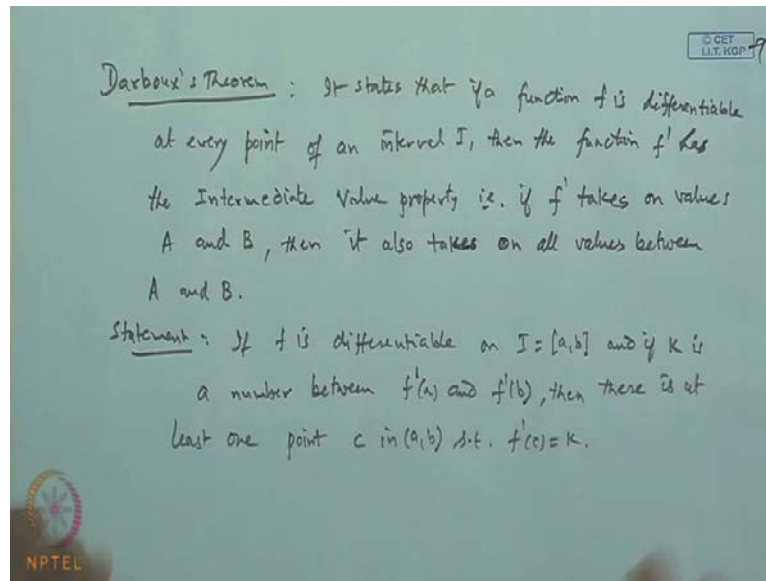 © CET
I.I.T. KGP
9
Darboux's Theorem : It states that if a function f is differentiable
at every point of an interval I, then the function f' has
the Intermediate Value property i.e. if f' takes on values
A and B, then it also takes on all values between
A and B.
Statement : If f is differentiable on I = [a,b] and if K is
a number between f'(a) and f'(b), then there is at
least one point c in (a,b) s.t. f'(c) = K.
NPTEL